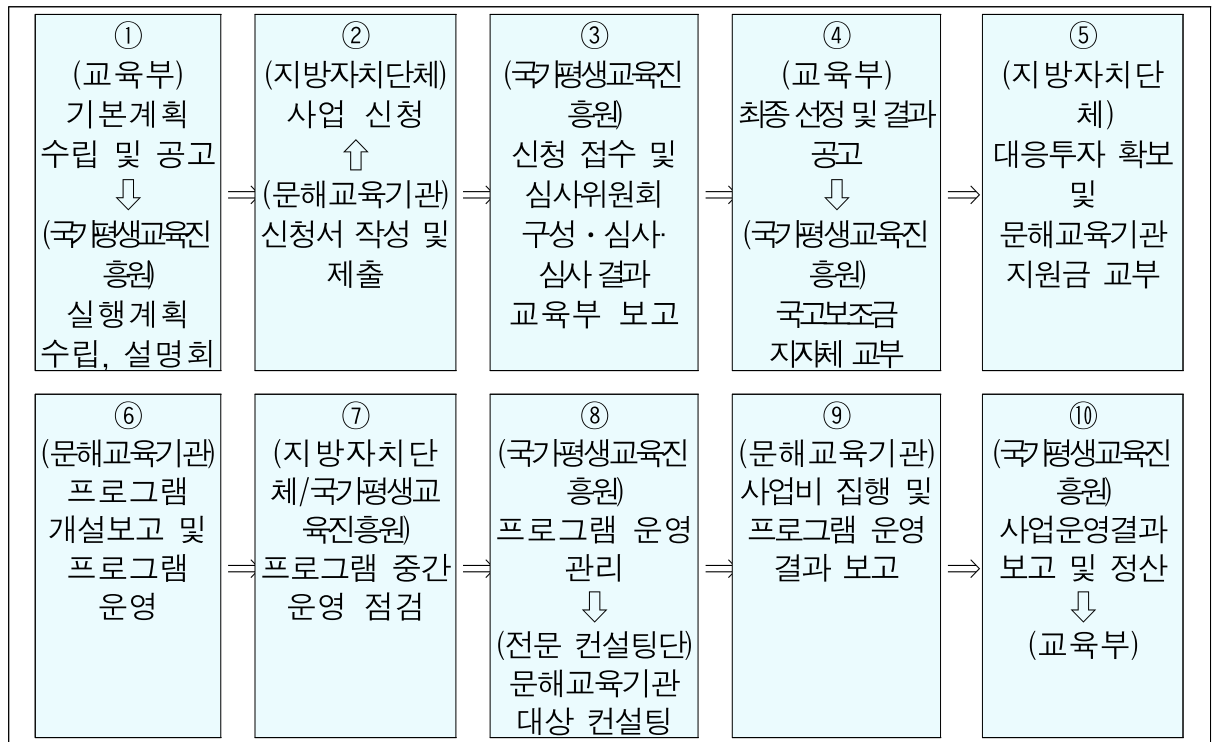 ①
(교육부)
기본계획
수립 및 공고
⇩
(국가평생교육진
흥원)
실행계획
수립, 설명회
⇒
②
(지방자치단체)
사업 신청
⇧
(문해교육기관)
신청서 작성 및
제출
⇒
③
(국가평생교육진
흥원)
신청 접수 및
심사위원회
구성·심사·
심사 결과
교육부 보고
⇒
④
(교육부)
최종 선정 및 결과
공고
⇩
(국가평생교육진
흥원)
국고보조금
지자체 교부
⇒
⑤
(지방자치단
체)
대응투자 확보
및
문해교육기관
지원금 교부
⑥
(문해교육기관)
프로그램
개설보고 및
프로그램
운영
⇒
⑦
(지방자치단
체/국가평생교
육진흥원)
프로그램 중간
운영 점검
⇒
⑧
(국가평생교육진
흥원)
프로그램 운영
관리
⇩
(전문 컨설팅단)
문해교육기관
대상 컨설팅
⇒
⑨
(문해교육기관)
사업비 집행 및
프로그램 운영
결과 보고
⇒
⑩
(국가평생교육진
흥원)
사업운영결과
보고 및 정산
⇩
(교육부)